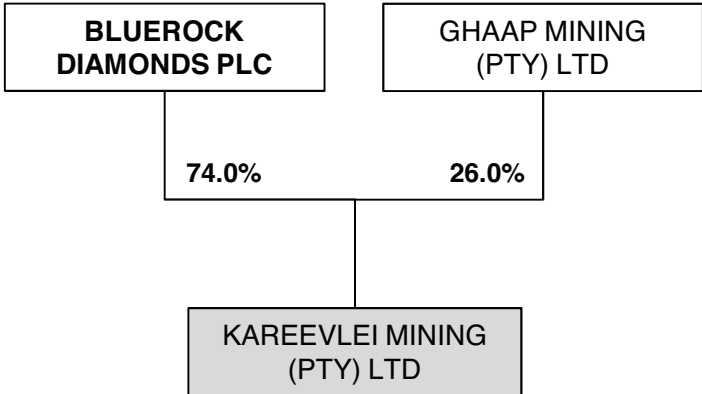 BLUEROCK
DIAMONDS PLC
GHAAP MINING
(PTY) LTD
74.0%
26.0%
KAREEVLEI MINING
(PTY) LTD